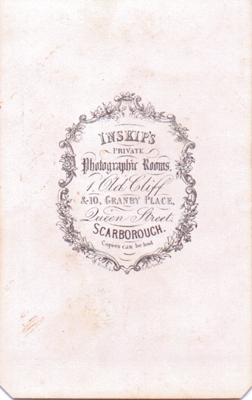 INSKIP'S
PRIVATE
Photographic Rooms,
1, Old Cliff
&-10, GRANBY PLACE,
Queen Street.
SCARBOROUGH.
Copies can be had